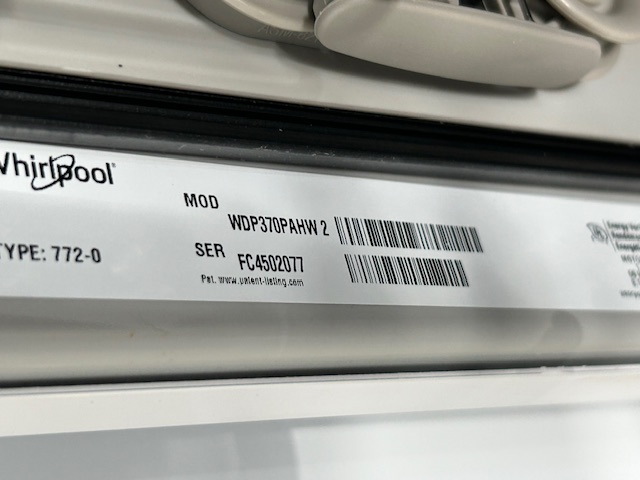 Whirlpool®
MOD
WDP370PAHW 2
TYPE: 772-0
SER
FC4502077
Pat. www.patent-listing.com